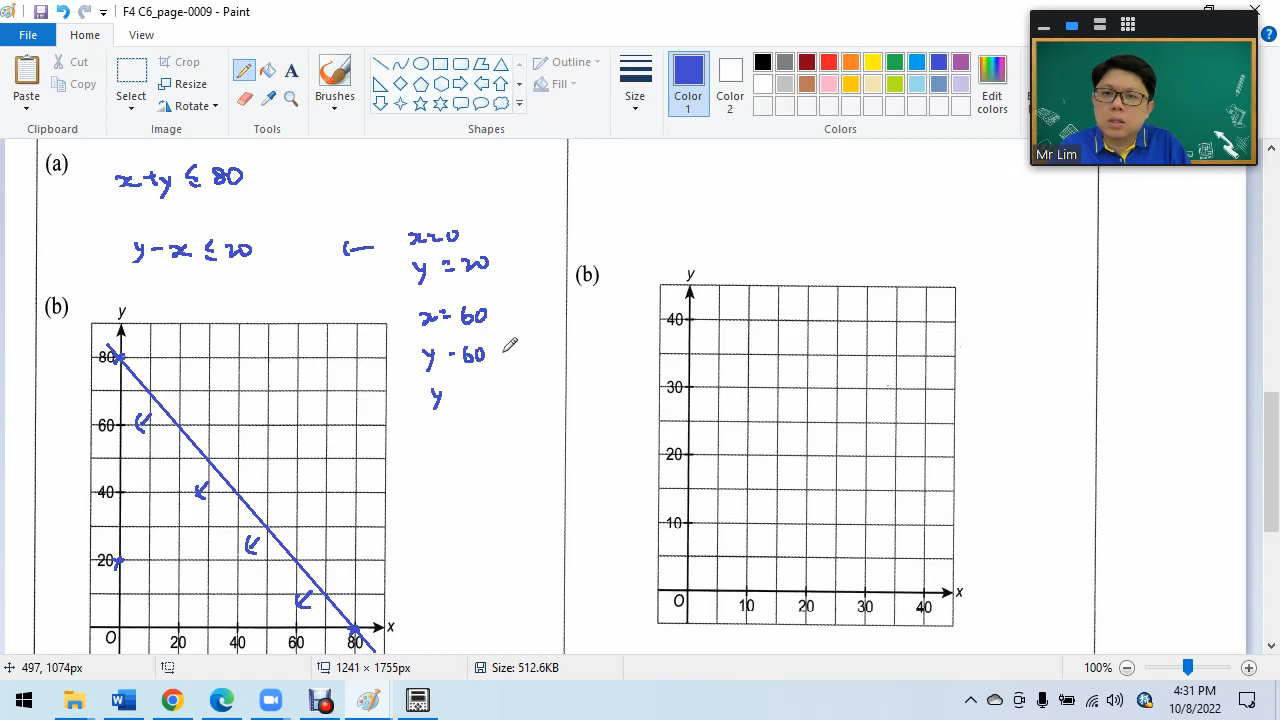 F4 C6_page-0009 - Paint
File
Home
View
Paste
Cut
Copy
Clipboard
Select
Crop
Resize
Rotate
Image
Tools
Brushes
Shapes
Outline
Fill
Size
Color 1
Color 2
Edit colors
Colors
Mr Lim
(a)
x + y ≤ 80
y - x ≤ 20
x = 0
y = 20
x = 60
y - 60
y
(b)
y
80
60
40
20
O
20
40
60
80
x
(b)
y
40
30
20
10
O
10
20
30
40
x
497, 1074px
1241 × 1755px
Size: 512.6KB
100%
4:31 PM
10/8/2022